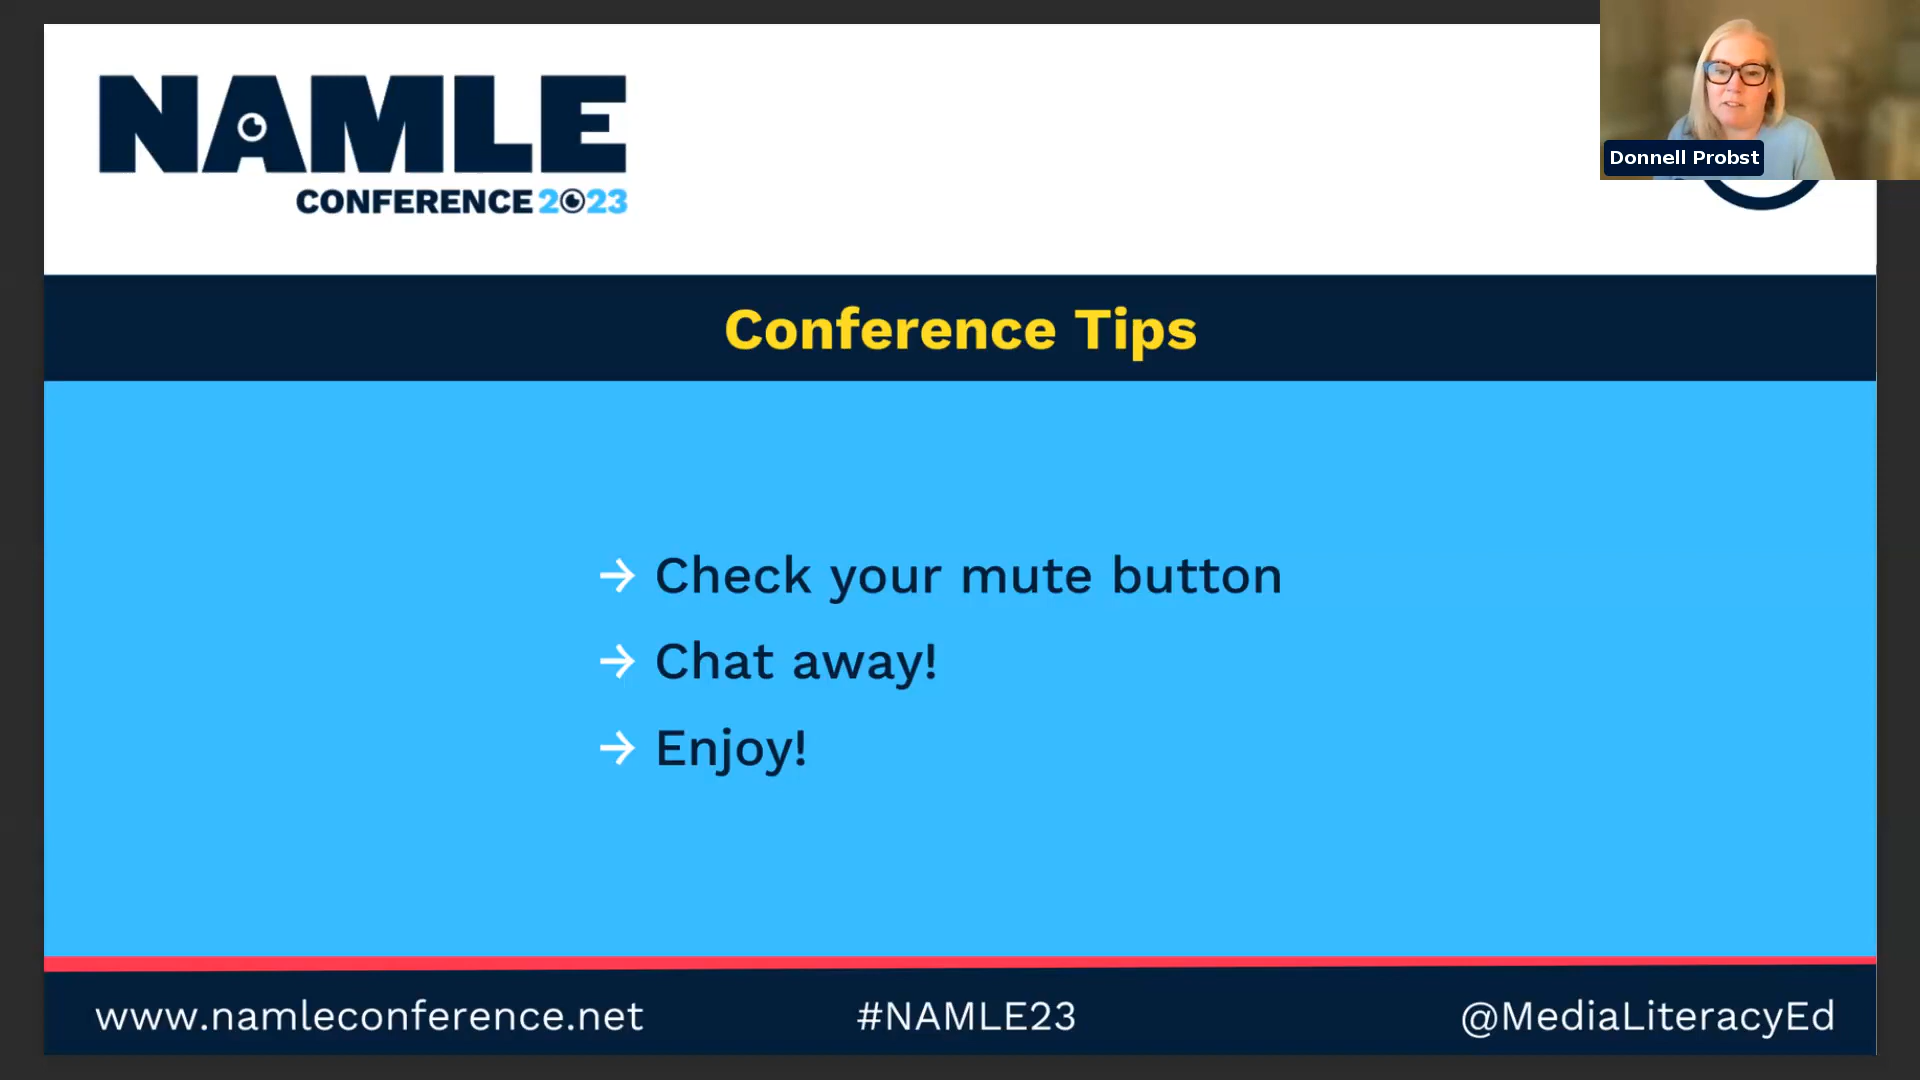 NAMLE
CONFERENCE 2023
Donnell Probst
Conference Tips
→ Check your mute button
→ Chat away!
→ Enjoy!
www.namleconference.net
#NAMLE23
@MediaLiteracyEd